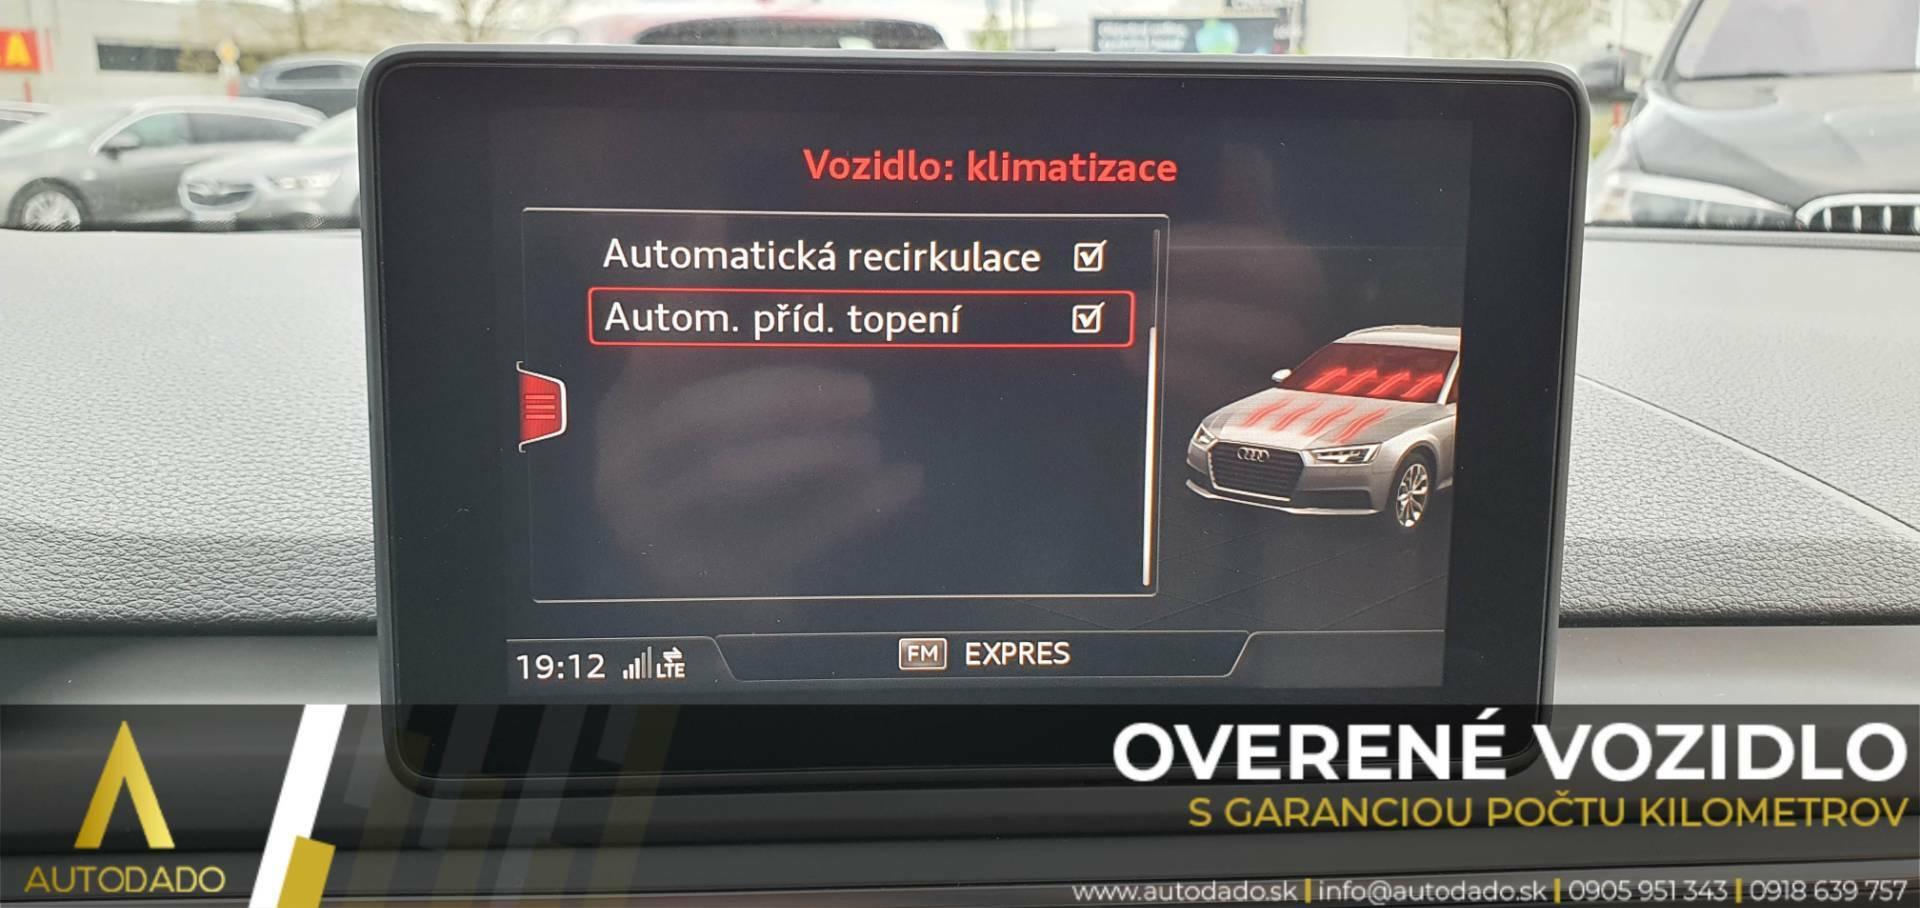 Vozidlo: klimatizace
Automatická recirkulace
Autom. příd. topení
19:12 LTE
FM EXPRES
AUTODADO
OVERENÉ VOZIDLO
S GARANCIOU POČTU KILOMETROV
www.autodado.sk | info@autodado.sk | 0905 951 343 | 0918 639 757